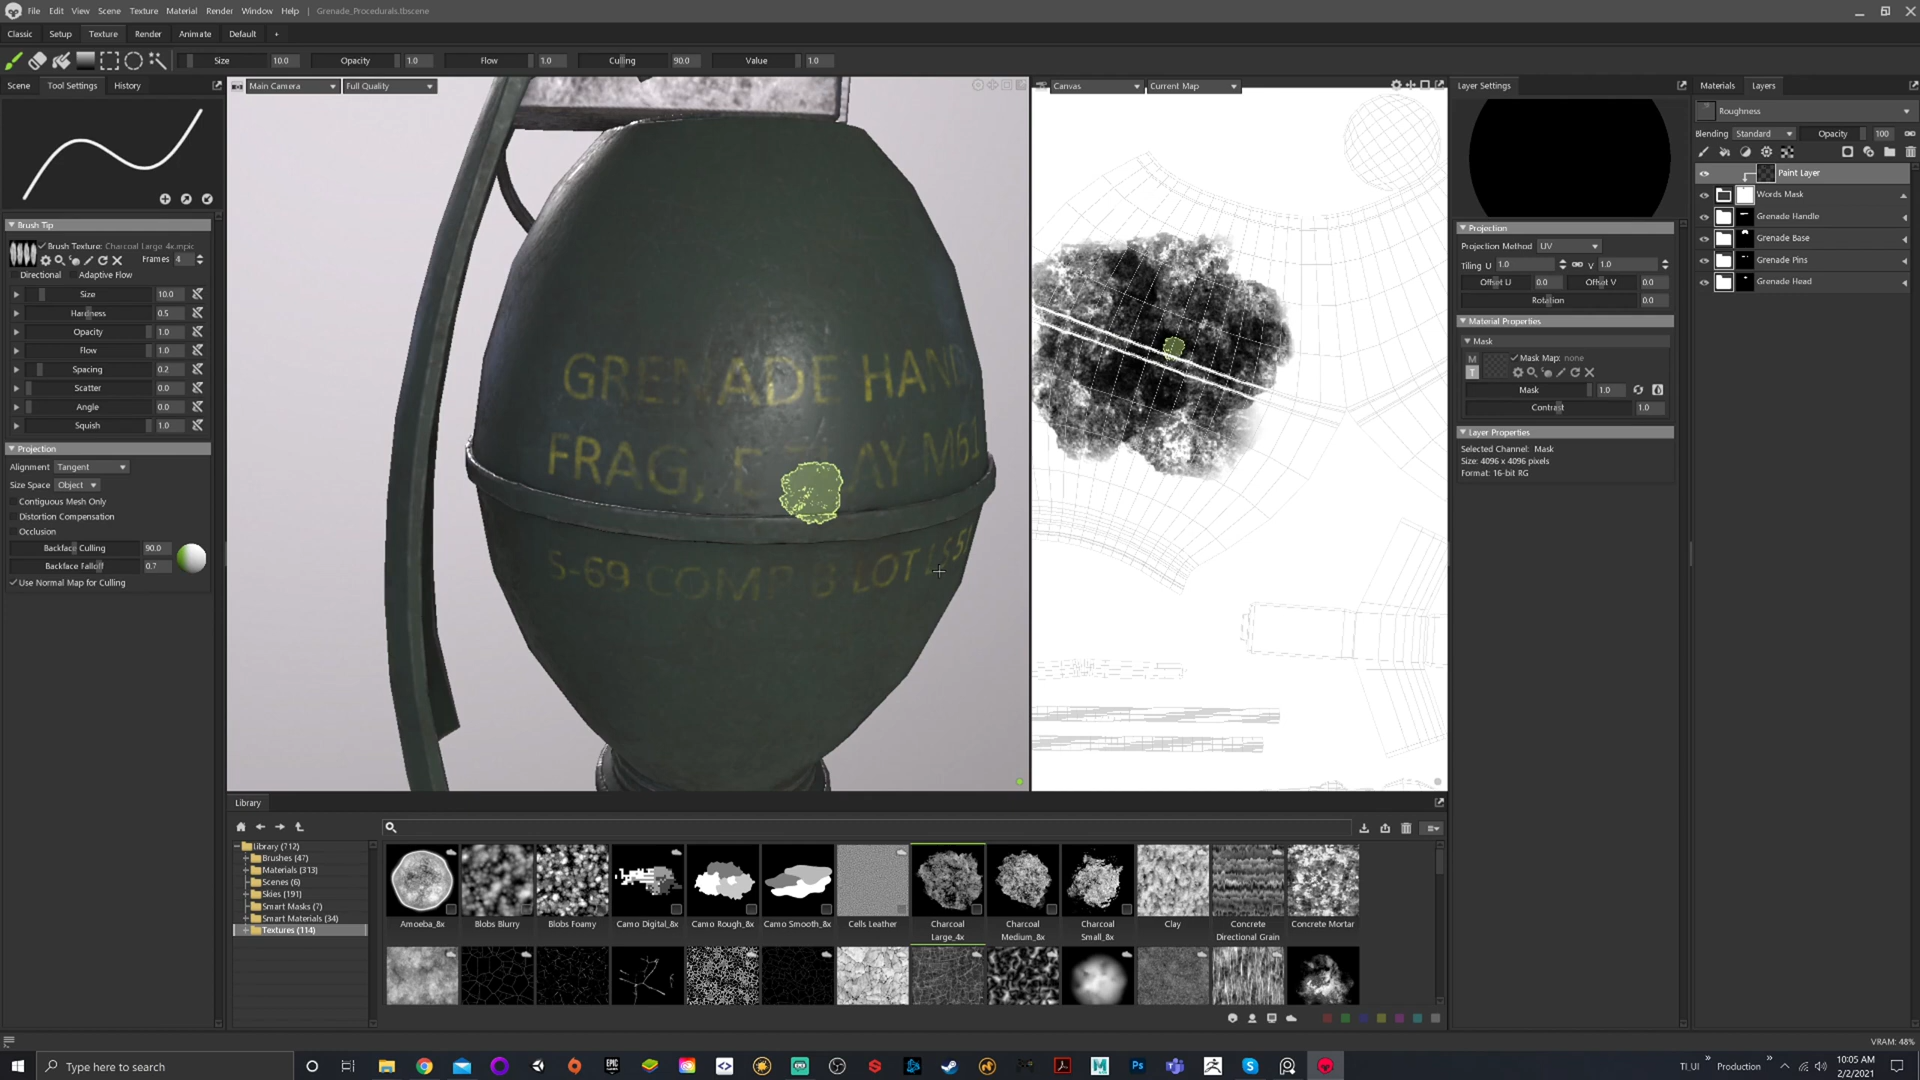 File Edit View Scene Texture Material Render Window Help Grenade_Procedurals.tbscene
Classic Setup Texture Render Animate Default +
Size 10.0 Opacity 1.0 Flow 1.0 Culling 90.0 Value 1.0
Scene Tool Settings History
Main Camera Full Quality
Canvas Current Map
Layer Settings
Materials Layers
Roughness
Blending Standard Opacity 100
Paint Layer
Words Mask
Grenade Handle
Grenade Base
Grenade Pins
Grenade Head
Brush Tip
Brush Texture: Charcoal Large 4x.mpic
Frames 4
Directional Adaptive Flow
Size 10.0
Hardness 0.5
Opacity 1.0
Flow 1.0
Spacing 0.2
Scatter 0.0
Angle 0.0
Squish 1.0
Projection
Alignment Tangent
Size Space Object
Contiguous Mesh Only
Distortion Compensation
Occlusion
Backface Culling 90.0
Backface Falloff 0.7
Use Normal Map for Culling
GRENADE HAND
FRAG, AY M61
S-69 COMP B LOT
Projection
Projection Method UV
Tiling U 1.0 V 1.0
Offset U 0.0 Offset V 0.0
Rotation 0.0
Material Properties
Mask
M Mask Map: none
T
Mask 1.0
Contrast 1.0
Layer Properties
Selected Channel: Mask
Size: 4096 x 4096 pixels
Format: 16-bit RG
Library
Library (712)
Brushes (47)
Materials (313)
Scenes (6)
Skies (191)
Smart Masks (7)
Smart Materials (34)
Textures (114)
Amoeba_8x Blobs Blurry Blobs Foamy Camo Digital_8x Camo Rough_8x Camo Smooth_8x Cells Leather Charcoal Large_4x Charcoal Medium_8x Charcoal Small_8x Clay Concrete Directional Grain Concrete Mortar
VRAM: 48%
Type here to search
TI_UI Production 10:05 AM
2/2/2021